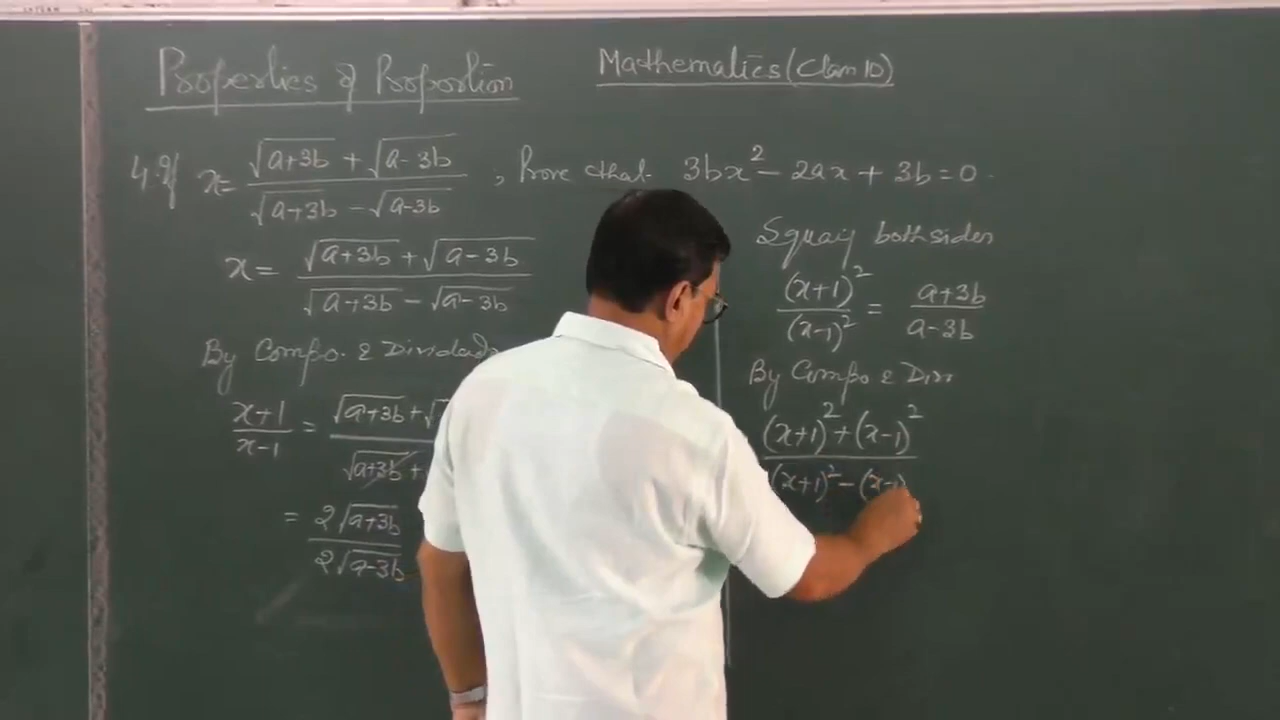 Properties of Proportion
Mathematics (Class 10)
4. If x = √(a+3b) + √(a-3b) / √(a+3b) - √(a-3b) , Prove that 3bx² - 2ax + 3b = 0.
x = √(a+3b) + √(a-3b) / √(a+3b) - √(a-3b)
By Compo. & Dividendo
x+1 / x-1 = √(a+3b) + √ / √(a+3b) +
= 2√(a+3b) / 2√(a-3b)
Squaig both sides
(x+1)² / (x-1)² = a+3b / a-3b
By Compo & Divi
(x+1)² + (x-1)² / (x+1)² - (x-1)